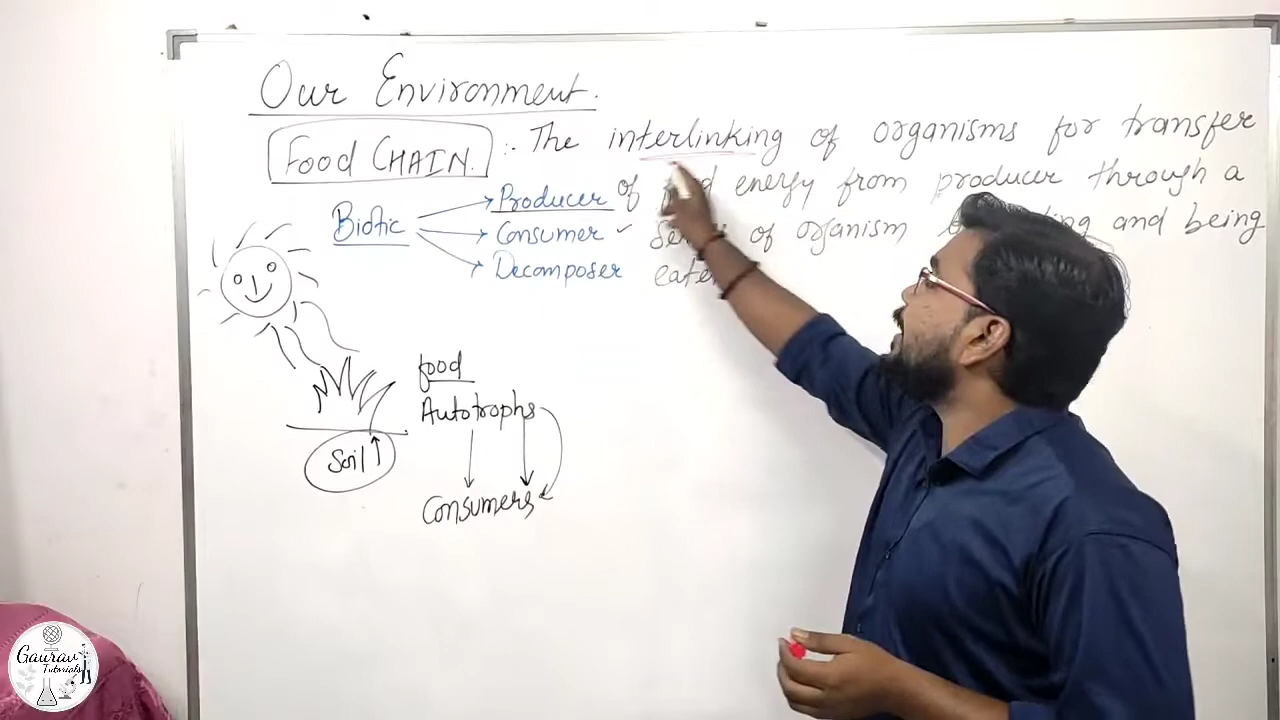 Our Environment.
Food CHAIN. :. The interlinking of organisms for transfer
of food energy from producer through a
series of organism by eating and being
eaten
Biotic
Producer
Consumer ✓
Decomposer
food
Autotrophs
Consumers
Soil ↑
Gaurav
Tutorials